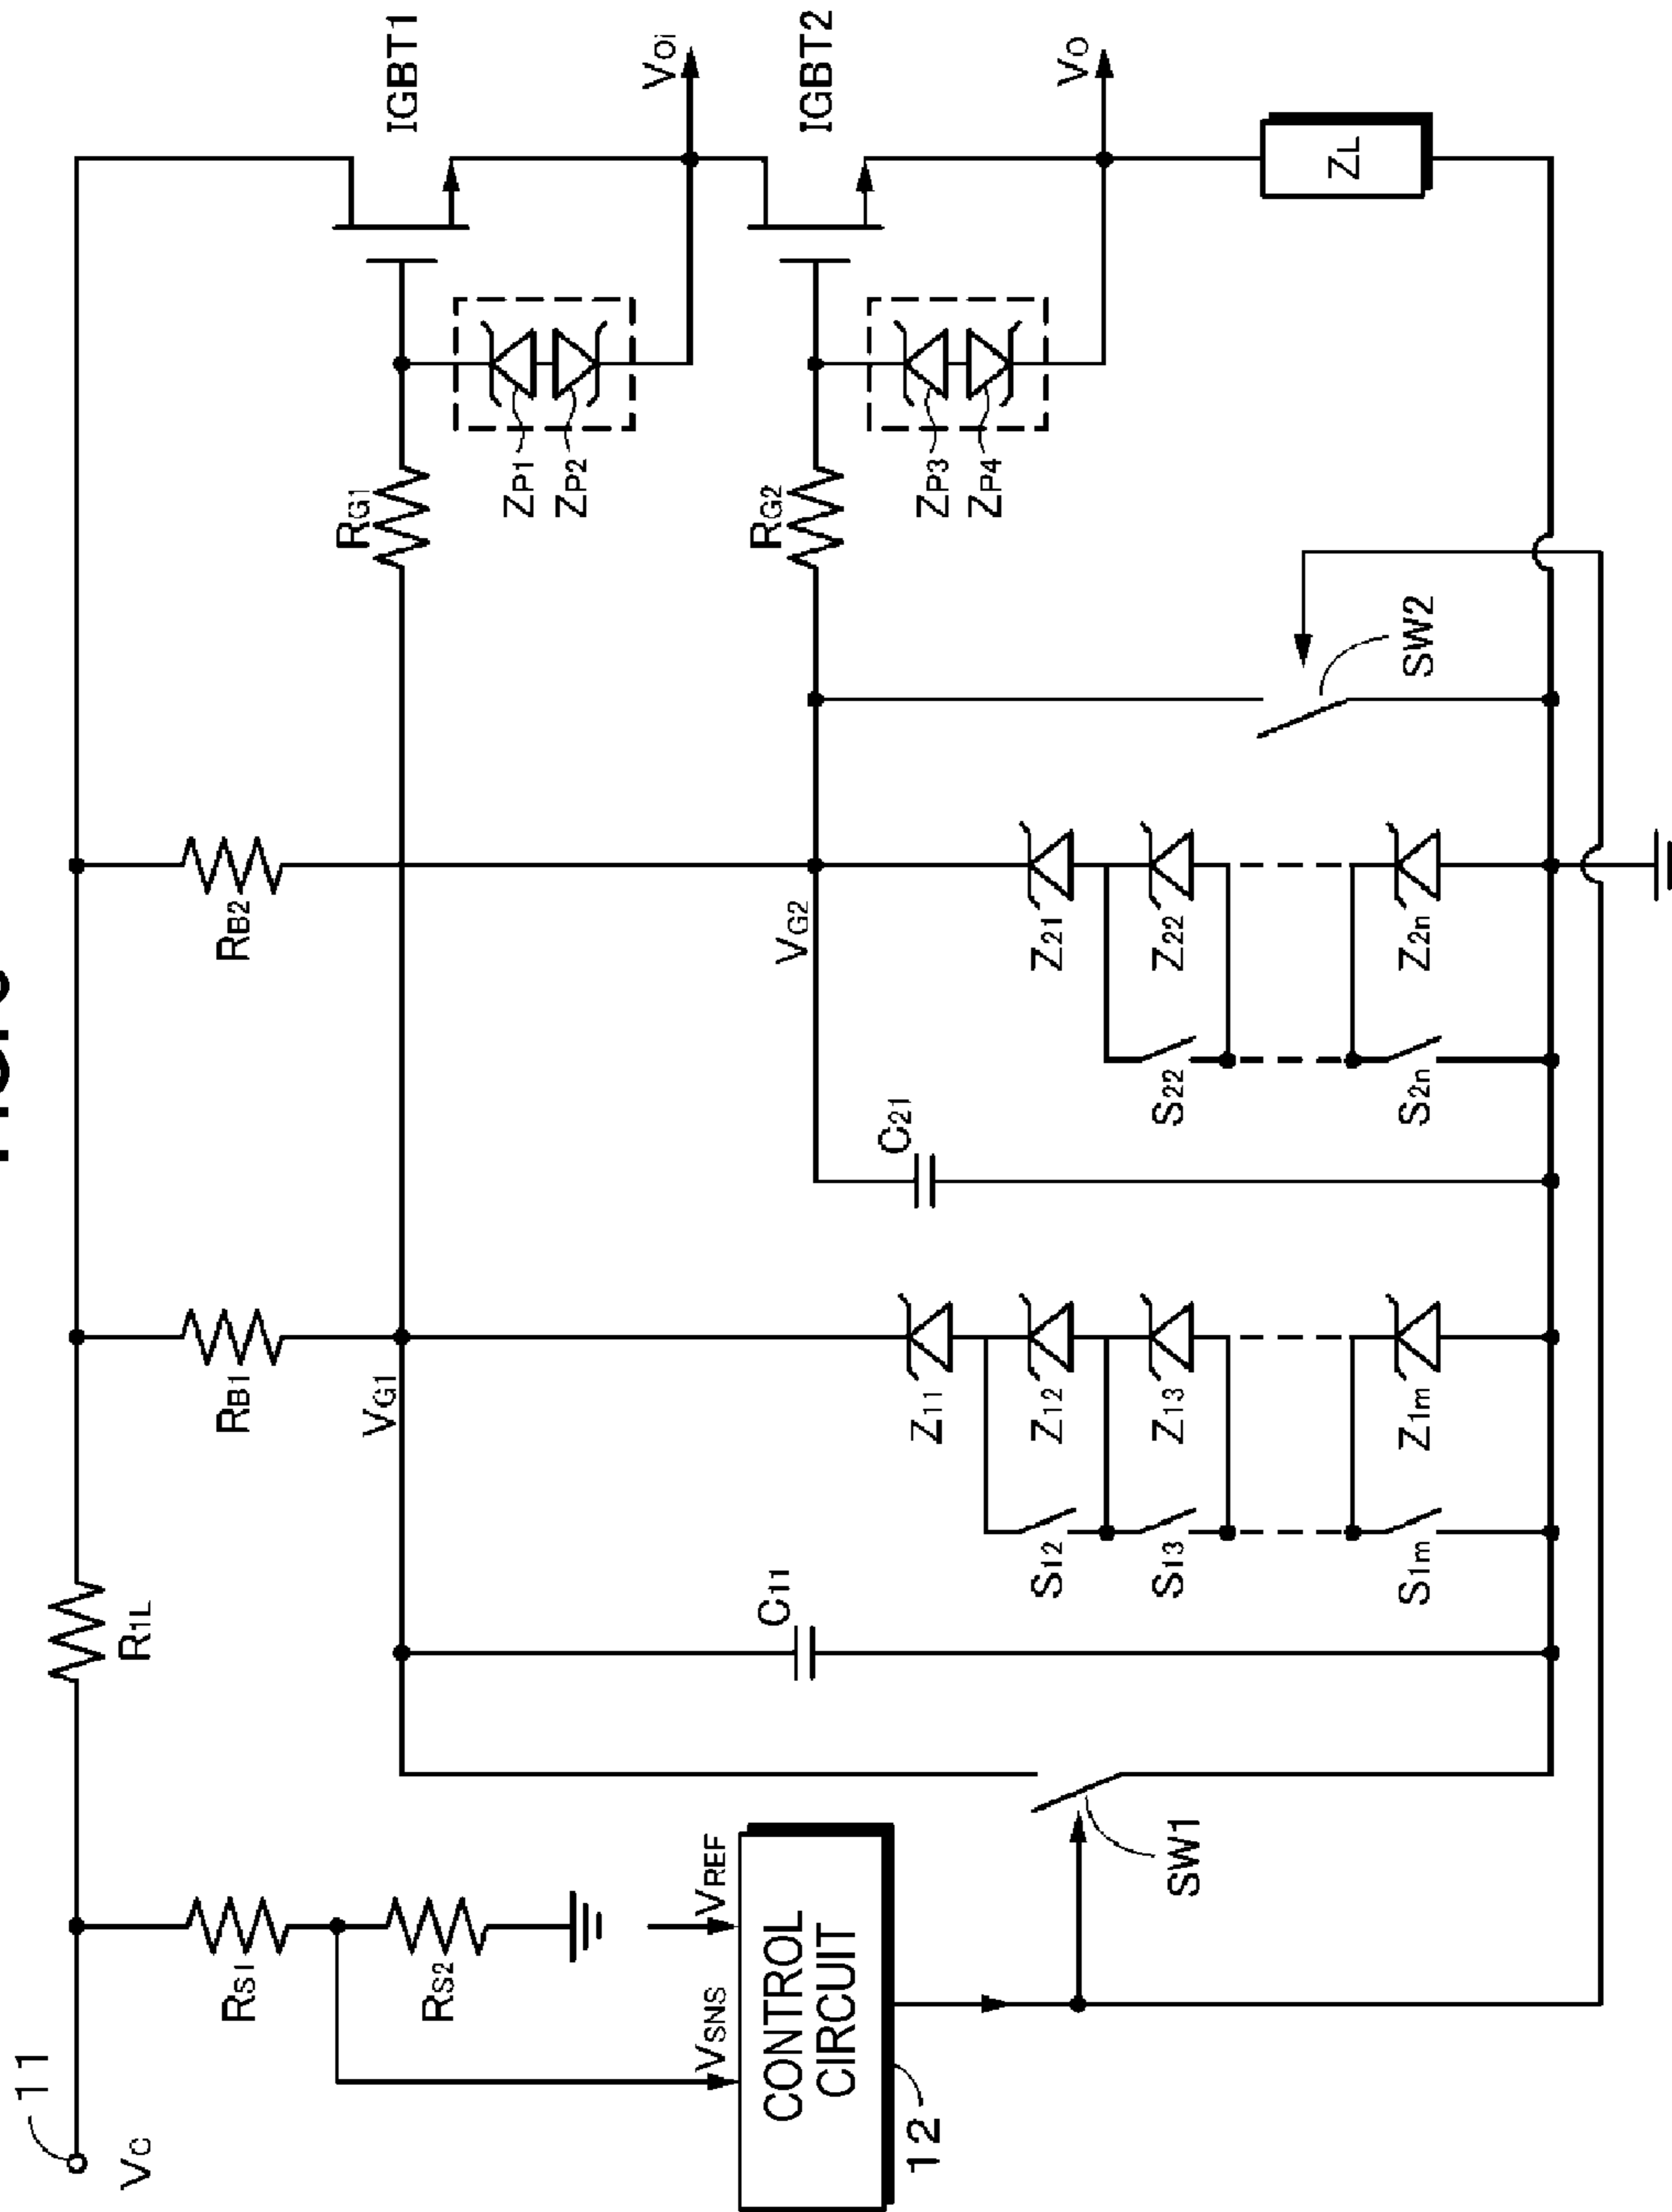 11
VC
R1L
RS1
RS2
VSNS
VREF
CONTROL
CIRCUIT
12
SW1
RB1
VG1
C11
S12
S13
S1m
Z11
Z12
Z13
Z1m
RB2
VG2
C21
S22
S2n
Z21
Z22
Z2n
SW2
RG1
ZP1
ZP2
RG2
ZP3
ZP4
IGBT1
VOi
IGBT2
VO
ZL